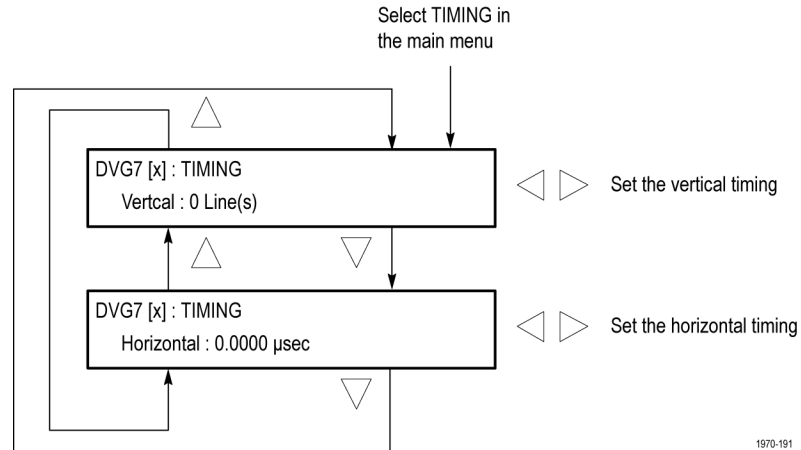 Select TIMING in
the main menu
DVG7 [x] : TIMING
Vertcal : 0 Line(s)
Set the vertical timing
DVG7 [x] : TIMING
Horizontal : 0.0000 µsec
Set the horizontal timing
1970-191